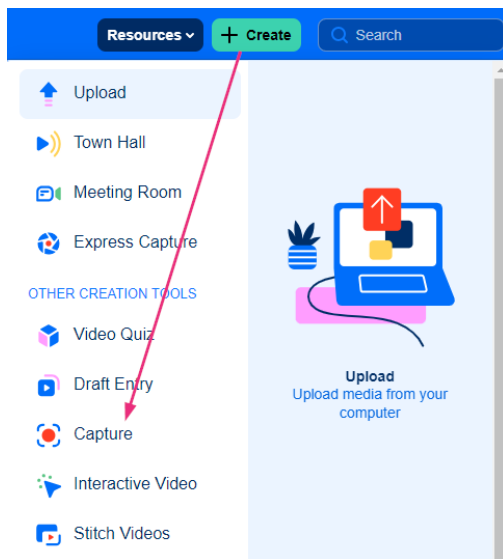 Resources
+ Create
Search
Upload
Town Hall
Meeting Room
Express Capture
OTHER CREATION TOOLS
Video Quiz
Draft Entry
Capture
Interactive Video
Stitch Videos
Upload
Upload media from your
computer